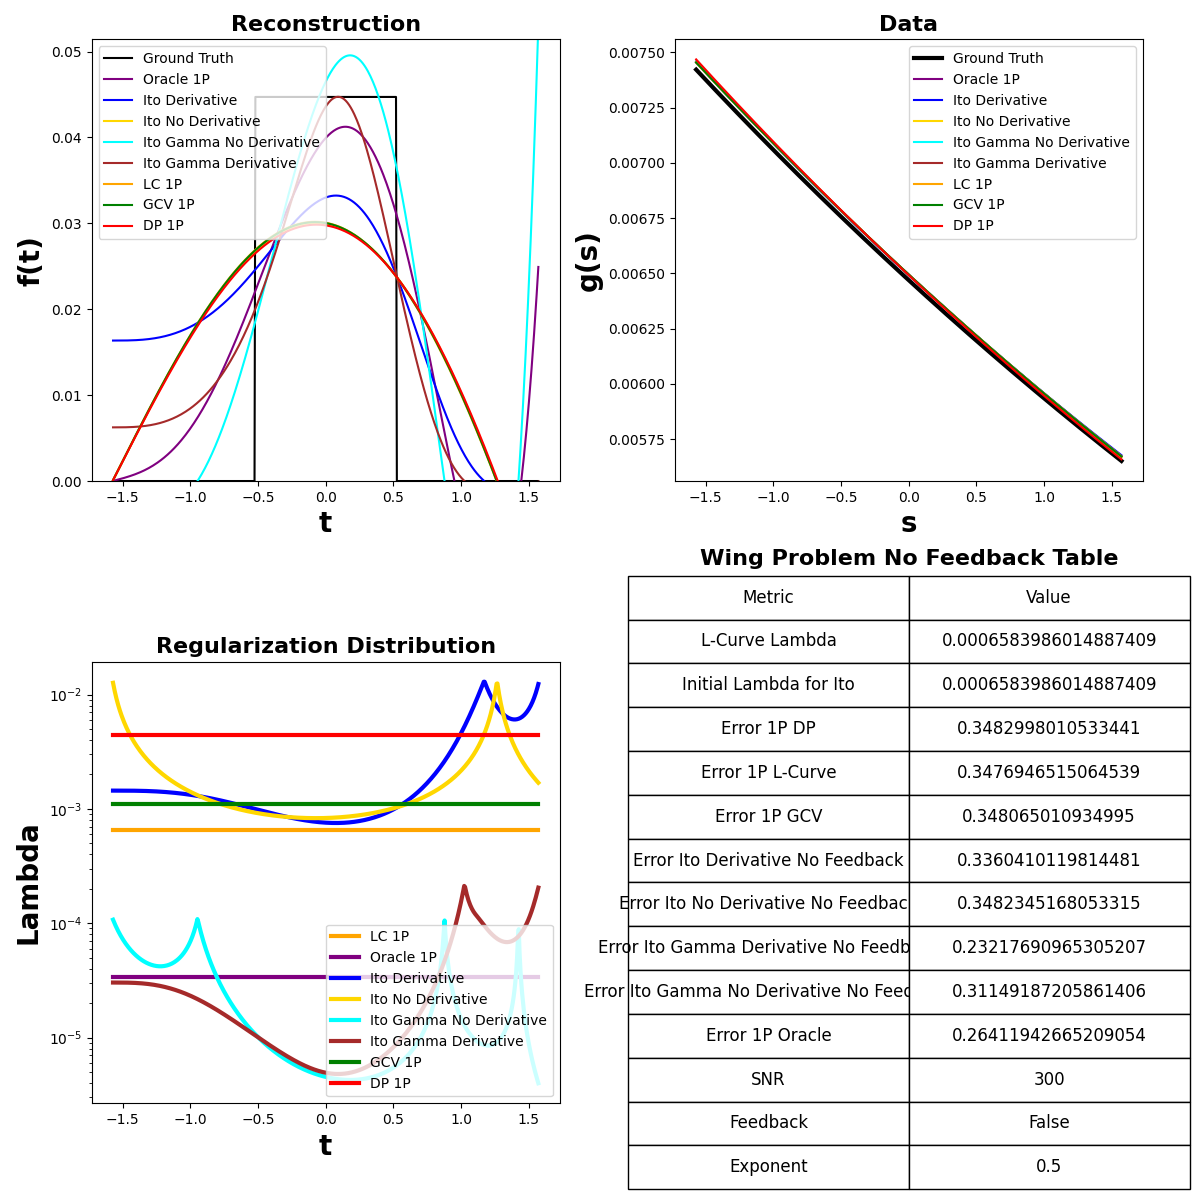 Reconstruction
f(t)
0.05
0.04
0.03
0.02
0.01
0.00
Ground Truth
Oracle 1P
Ito Derivative
Ito No Derivative
Ito Gamma No Derivative
Ito Gamma Derivative
LC 1P
GCV 1P
DP 1P
−1.5 −1.0 −0.5 0.0 0.5 1.0 1.5
t
Data
g(s)
0.00750
0.00725
0.00700
0.00675
0.00650
0.00625
0.00600
0.00575
Ground Truth
Oracle 1P
Ito Derivative
Ito No Derivative
Ito Gamma No Derivative
Ito Gamma Derivative
LC 1P
GCV 1P
DP 1P
−1.5 −1.0 −0.5 0.0 0.5 1.0 1.5
s
Regularization Distribution
Lambda
10−2
10−3
10−4
10−5
LC 1P
Oracle 1P
Ito Derivative
Ito No Derivative
Ito Gamma No Derivative
Ito Gamma Derivative
GCV 1P
DP 1P
−1.5 −1.0 −0.5 0.0 0.5 1.0 1.5
t
Wing Problem No Feedback Table
Metric Value
L-Curve Lambda 0.0006583986014887409
Initial Lambda for Ito 0.0006583986014887409
Error 1P DP 0.3482998010533441
Error 1P L-Curve 0.3476946515064539
Error 1P GCV 0.348065010934995
Error Ito Derivative No Feedback 0.3360410119814481
Error Ito No Derivative No Feedbac 0.3482345168053315
Error Ito Gamma Derivative No Feedb 0.23217690965305207
Error Ito Gamma No Derivative No Feed 0.31149187205861406
Error 1P Oracle 0.26411942665209054
SNR 300
Feedback False
Exponent 0.5